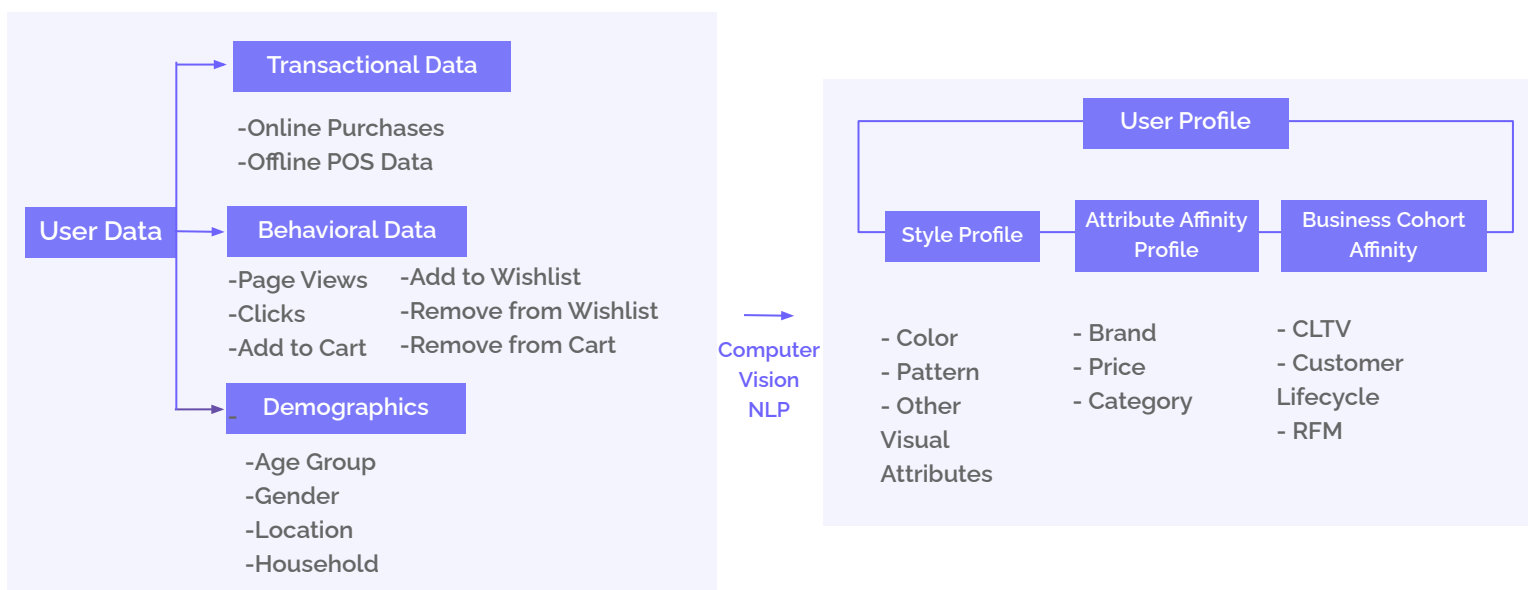 Transactional Data
-Online Purchases
-Offline POS Data
User Data
Behavioral Data
-Page Views
-Clicks
-Add to Cart
-Add to Wishlist
-Remove from Wishlist
-Remove from Cart
- Demographics
-Age Group
-Gender
-Location
-Household
Computer
Vision
NLP
User Profile
Style Profile
- Color
- Pattern
- Other
Visual
Attributes
Attribute Affinity
Profile
- Brand
- Price
- Category
Business Cohort
Affinity
- CLTV
- Customer
Lifecycle
- RFM